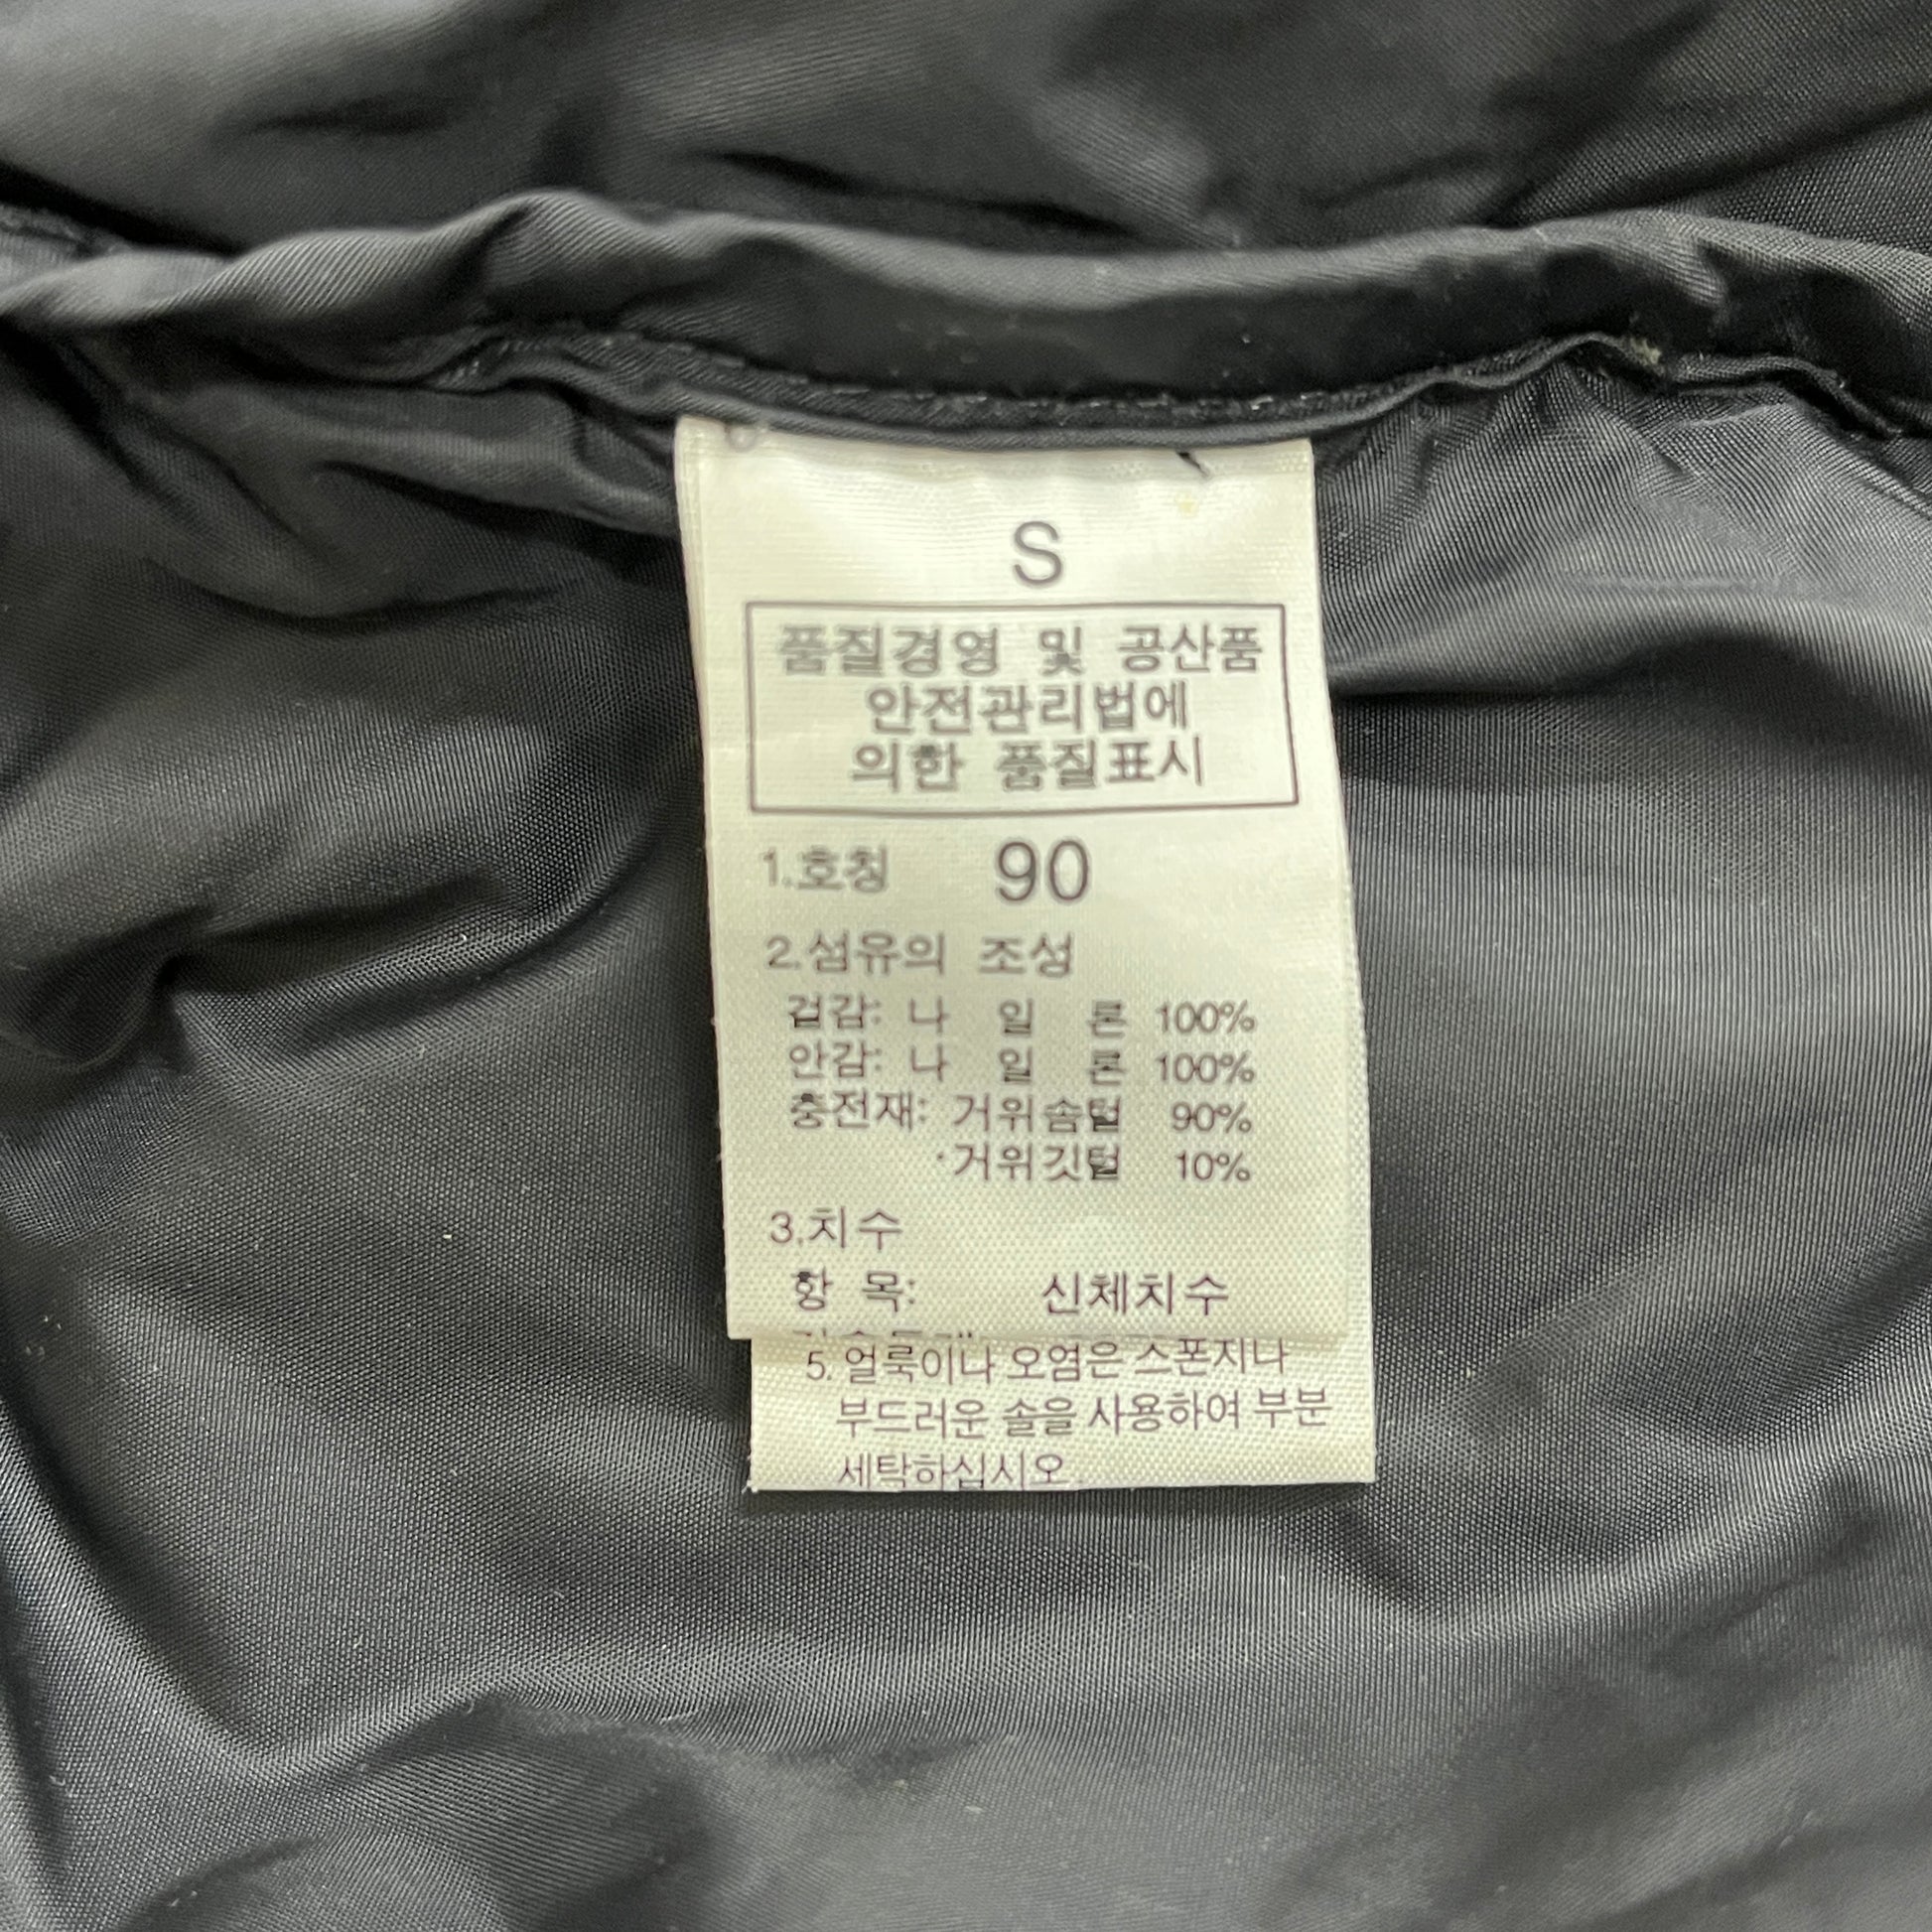 S
품질경영 및 공산품
안전관리법에
의한 품질표시
1.호칭 90
2.섬유의 조성
겉감: 나 일 론 100%
안감: 나 일 론 100%
충전재: 거위솜털 90%
·거위깃털 10%
3.치수
항 목: 신체치수
5. 얼룩이나 오염은 스폰지나
부드러운 솔을 사용하여 부분
세탁하십시오.